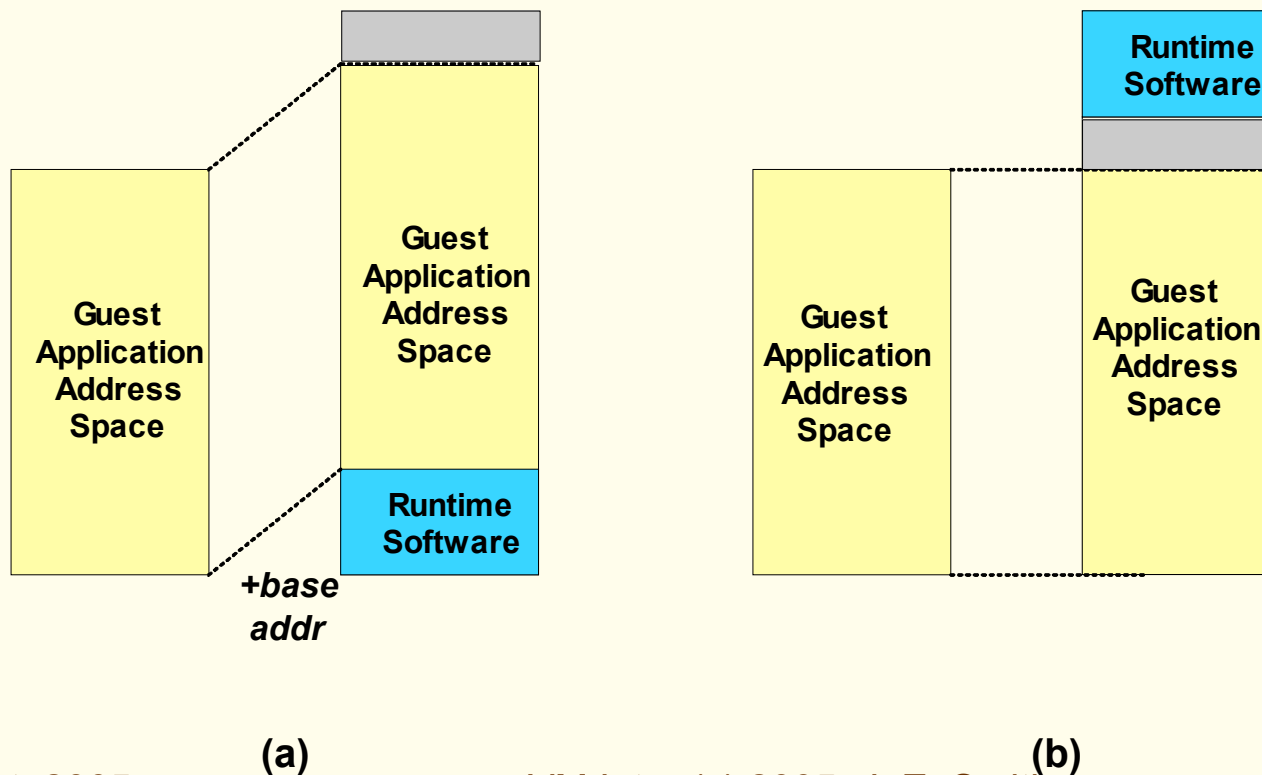 Guest
Application
Address
Space
Guest
Application
Address
Space
Runtime
Software
+base
addr
(a)
Runtime
Software
Guest
Application
Address
Space
Guest
Application
Address
Space
(b)